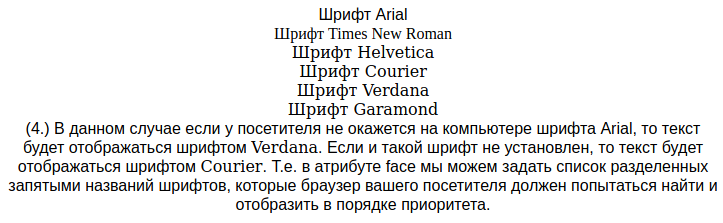 Шрифт Arial
Шрифт Times New Roman
Шрифт Helvetica
Шрифт Courier
Шрифт Verdana
Шрифт Garamond
(4.) В данном случае если у посетителя не окажется на компьютере шрифта Arial, то текст
будет отображаться шрифтом Verdana. Если и такой шрифт не установлен, то текст будет
отображаться шрифтом Courier. Т.е. в атрибуте face мы можем задать список разделенных
запятыми названий шрифтов, которые браузер вашего посетителя должен попытаться найти и
отобразить в порядке приоритета.